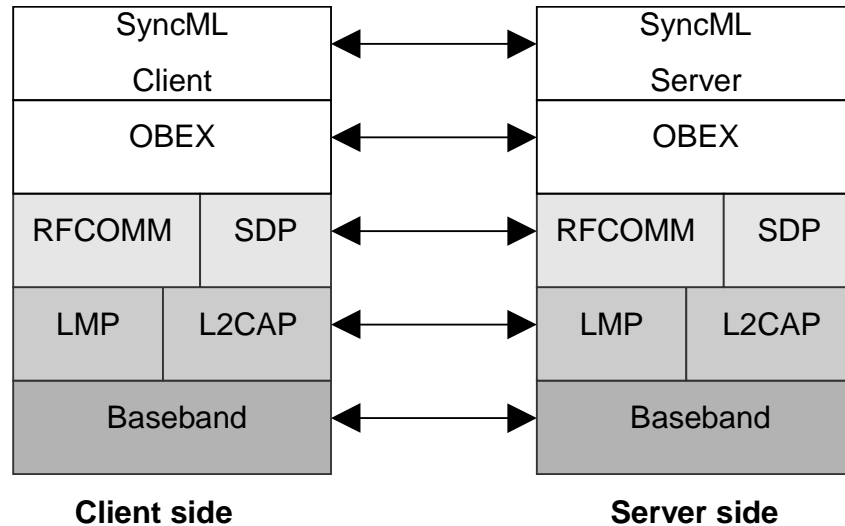 SyncML
Client
OBEX
RFCOMM SDP
LMP L2CAP
Baseband
Client side
SyncML
Server
OBEX
RFCOMM SDP
LMP L2CAP
Baseband
Server side